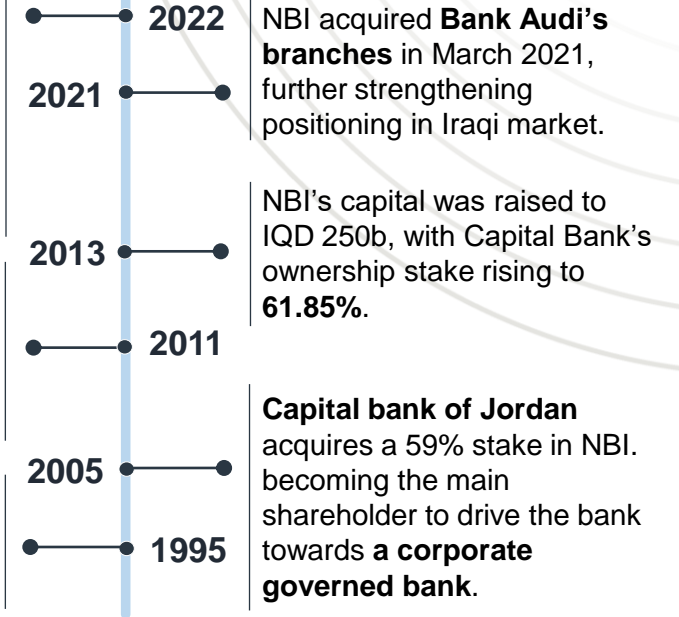 2022
NBI acquired Bank Audi’s
branches in March 2021,
further strengthening
positioning in Iraqi market.
2021
NBI’s capital was raised to
IQD 250b, with Capital Bank’s
ownership stake rising to
61.85%.
2013
2011
Capital bank of Jordan
acquires a 59% stake in NBI.
becoming the main
shareholder to drive the bank
towards a corporate
governed bank.
2005
1995